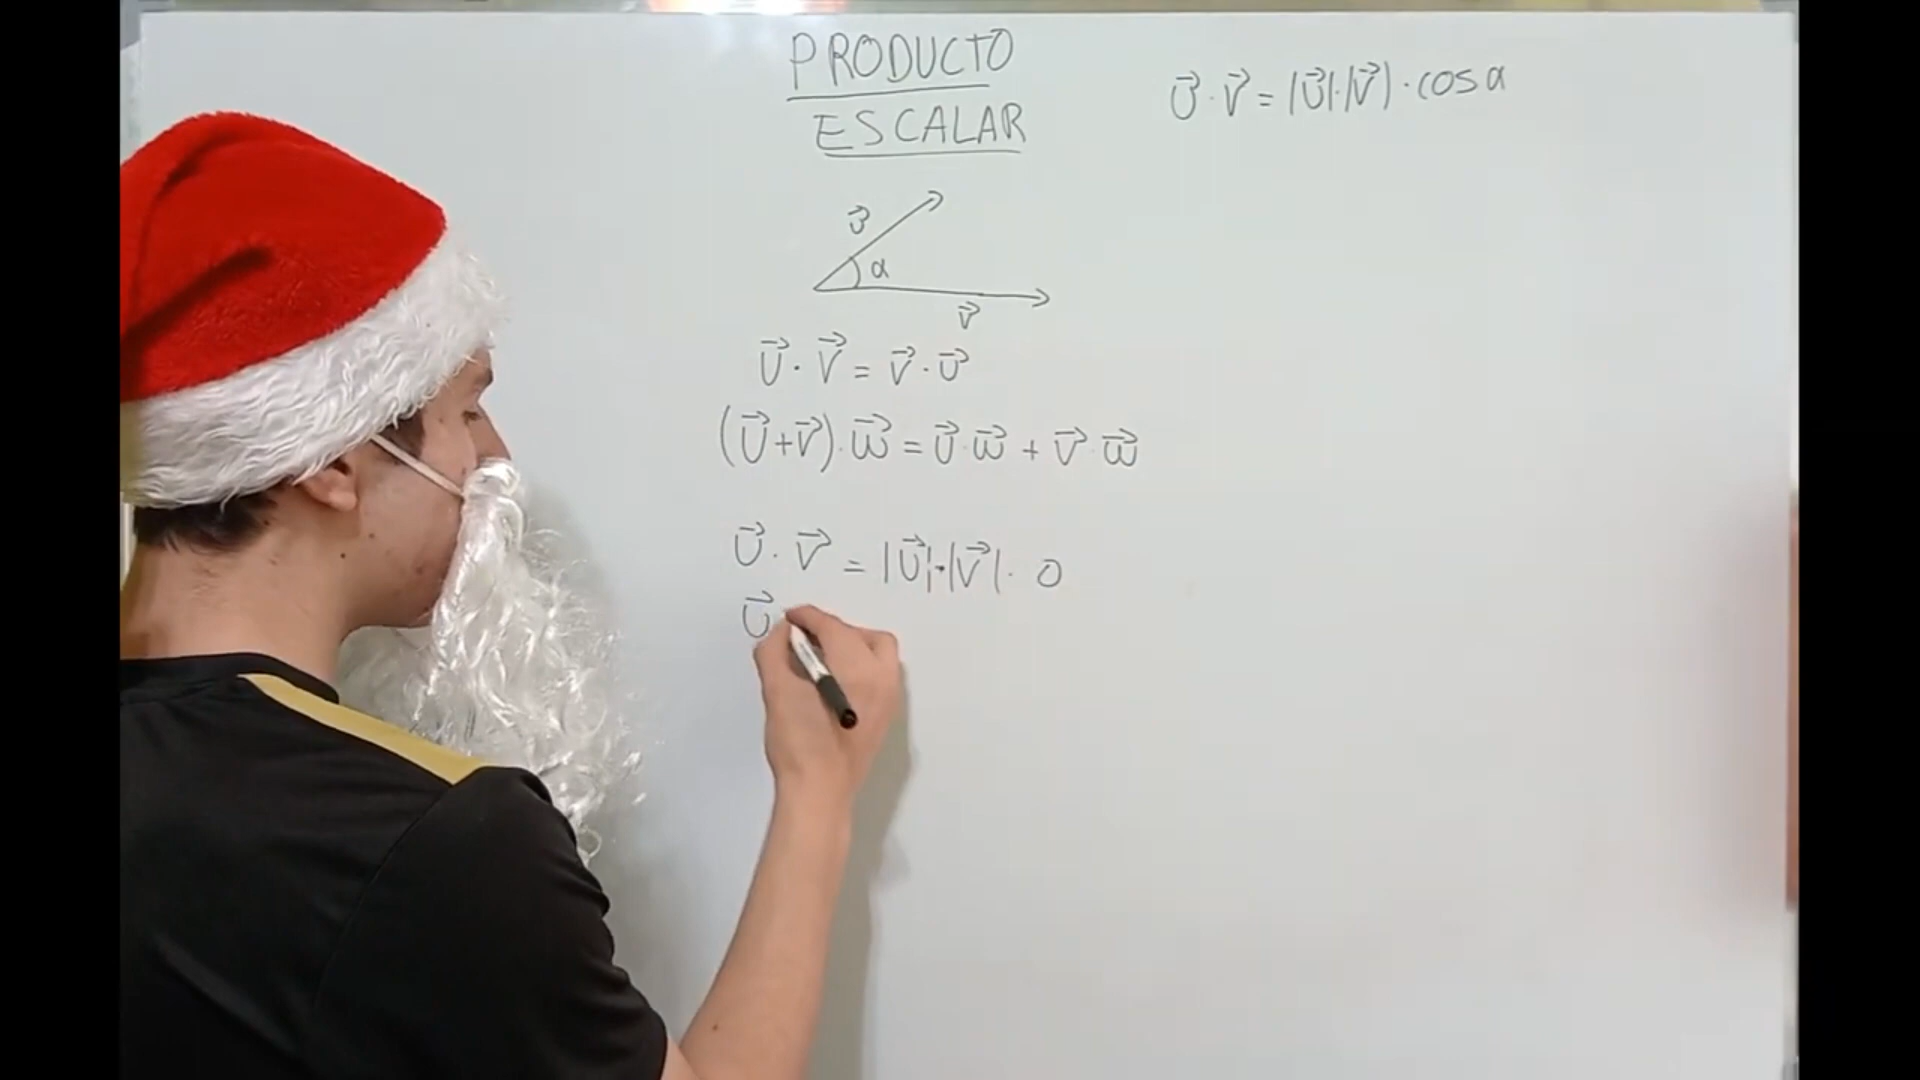 PRODUCTO
ESCALAR
U⃗ · V⃗ = |U⃗| · |V⃗) · cos α
U⃗
α
V⃗
U⃗ · V⃗ = V⃗ · U⃗
(U⃗ + V⃗) · w⃗ = U⃗ · w⃗ + V⃗ · w⃗
U⃗ · V⃗ = |U⃗| · |V⃗| · 0
U⃗